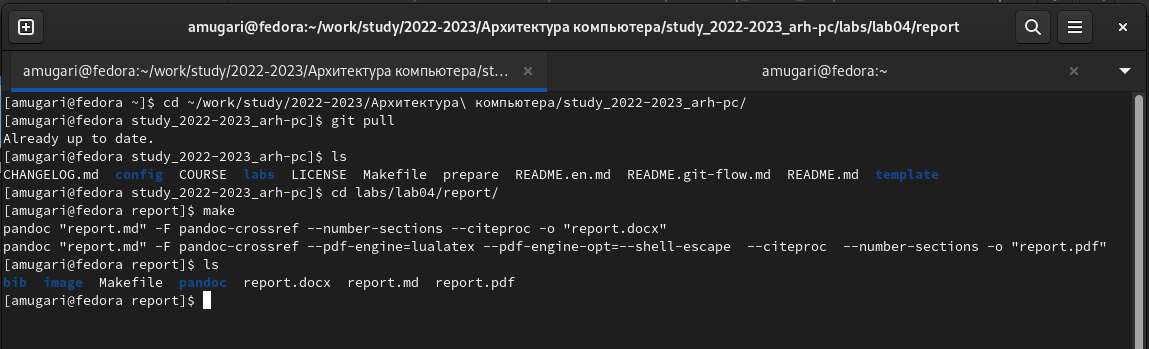 amugari@fedora:~/work/study/2022-2023/Архитектура компьютера/study_2022-2023_arh-pc/labs/lab04/report
amugari@fedora:~/work/study/2022-2023/Архитектура компьютера/st...
amugari@fedora:~
[amugari@fedora ~]$ cd ~/work/study/2022-2023/Архитектура\ компьютера/study_2022-2023_arh-pc/
[amugari@fedora study_2022-2023_arh-pc]$ git pull
Already up to date.
[amugari@fedora study_2022-2023_arh-pc]$ ls
CHANGELOG.md  config  COURSE  labs  LICENSE  Makefile  prepare  README.en.md  README.git-flow.md  README.md  template
[amugari@fedora study_2022-2023_arh-pc]$ cd labs/lab04/report/
[amugari@fedora report]$ make
pandoc "report.md" -F pandoc-crossref --number-sections --citeproc -o "report.docx"
pandoc "report.md" -F pandoc-crossref --pdf-engine=lualatex --pdf-engine-opt=--shell-escape  --citeproc  --number-sections -o "report.pdf"
[amugari@fedora report]$ ls
bib  image  Makefile  pandoc  report.docx  report.md  report.pdf
[amugari@fedora report]$